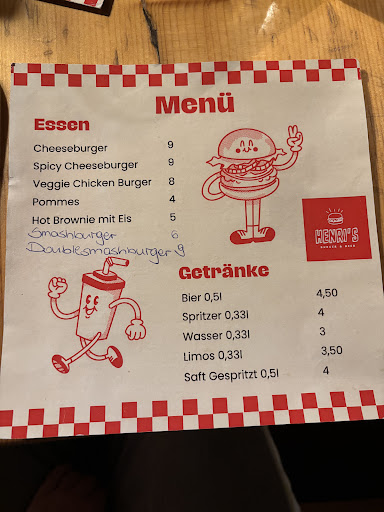 Menü
Essen
Cheeseburger 9
Spicy Cheeseburger 9
Veggie Chicken Burger 8
Pommes 4
Hot Brownie mit Eis 5
Smashburger 6
Doublesmashburger 9
HENRI'S
BURGER & BEER
Getränke
Bier 0,5l 4,50
Spritzer 0,33l 4
Wasser 0,33l 3
Limos 0,33l 3,50
Saft Gespritzt 0,5l 4